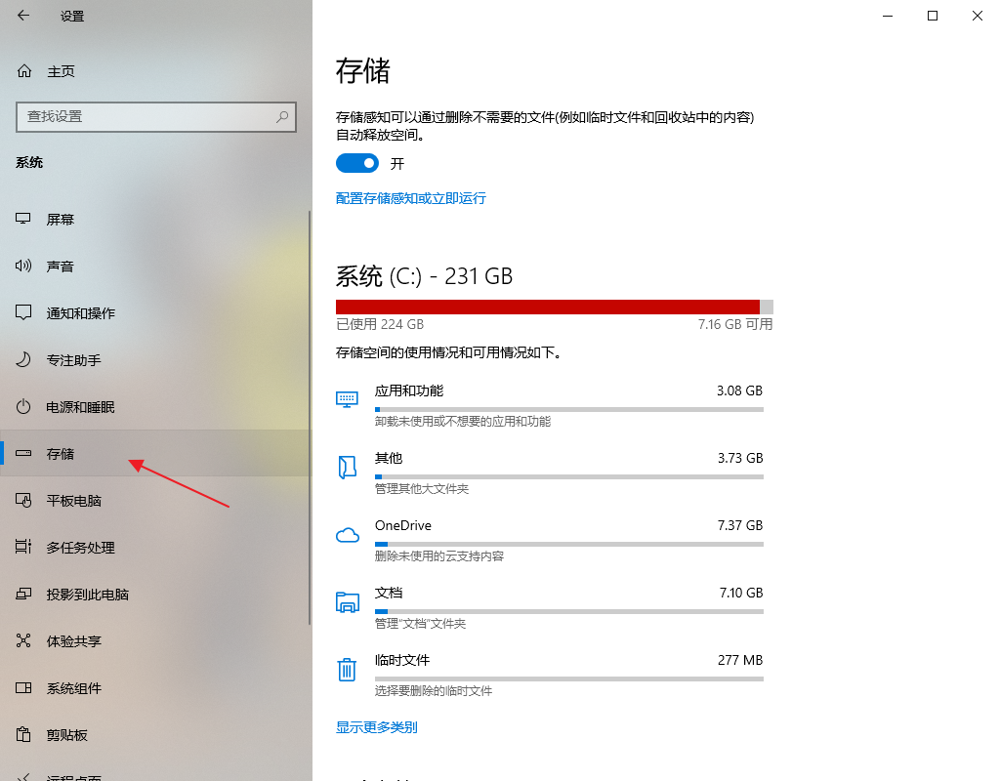 设置
主页
查找设置
系统
屏幕
声音
通知和操作
专注助手
电源和睡眠
存储
平板电脑
多任务处理
投影到此电脑
体验共享
系统组件
剪贴板
远程桌面
存储
存储感知可以通过删除不需要的文件(例如临时文件和回收站中的内容)
自动释放空间。
开
配置存储感知或立即运行
系统 (C:) - 231 GB
已使用 224 GB 7.16 GB 可用
存储空间的使用情况和可用情况如下。
应用和功能 3.08 GB
卸载未使用或不想要的应用和功能
其他 3.73 GB
管理其他大文件夹
OneDrive 7.37 GB
删除未使用的云支持内容
文档 7.10 GB
管理"文档"文件夹
临时文件 277 MB
选择要删除的临时文件
显示更多类别